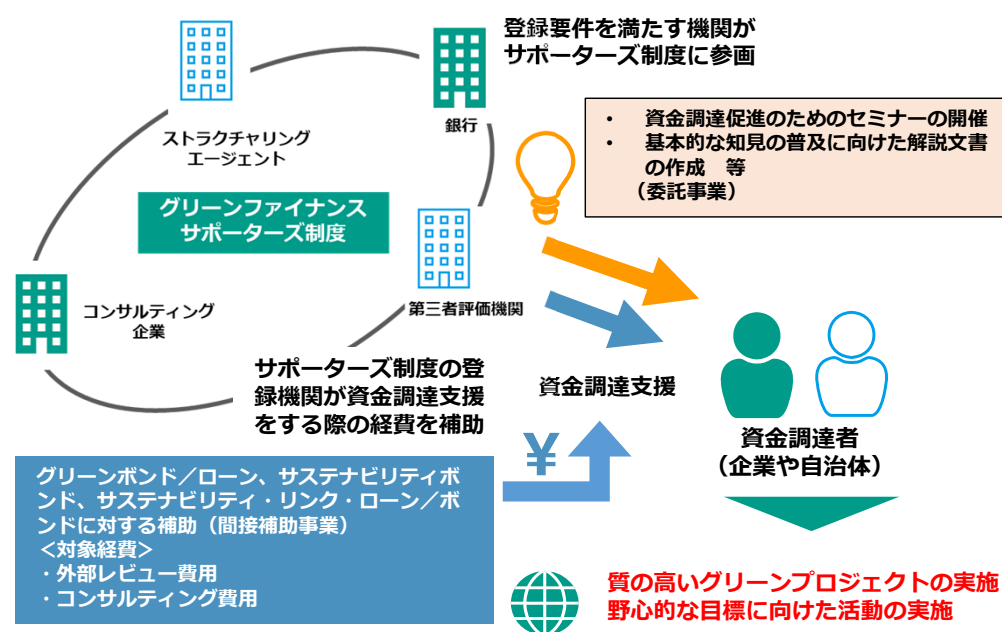 登録要件を満たす機関が
サポーターズ制度に参画
銀行
ストラクチャリング
エージェント
グリーンファイナンス
サポーターズ制度
コンサルティング
企業
第三者評価機関
・ 資金調達促進のためのセミナーの開催
・ 基本的な知見の普及に向けた解説文書
の作成 等
（委託事業）
サポーターズ制度の登
録機関が資金調達支援
をする際の経費を補助
資金調達支援
¥
資金調達者
（企業や自治体）
グリーンボンド／ローン、サステナビリティボ
ンド、サステナビリティ・リンク・ローン／ボ
ンドに対する補助（間接補助事業）
＜対象経費＞
・外部レビュー費用
・コンサルティング費用
質の高いグリーンプロジェクトの実施
野心的な目標に向けた活動の実施